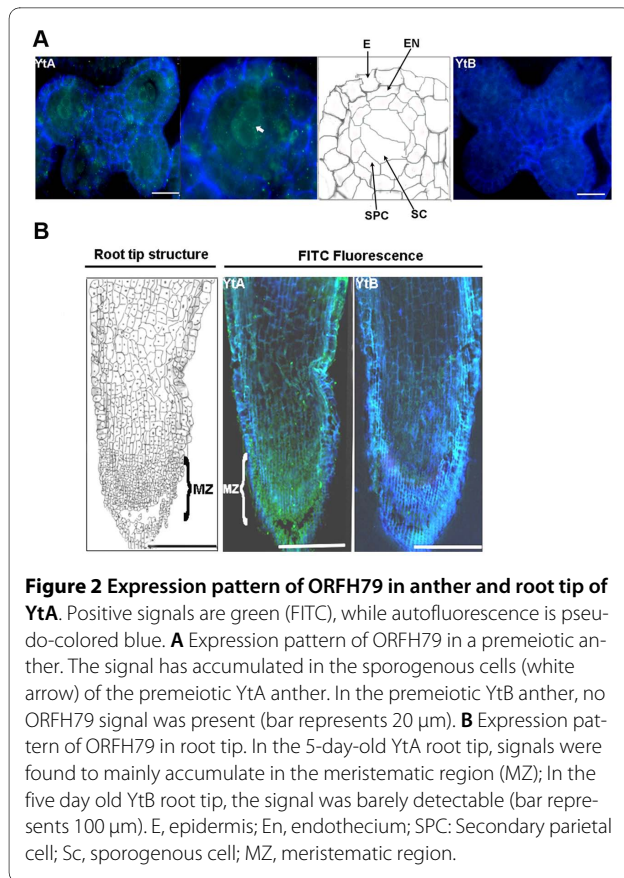 A
YtA
E
EN
YtB
SPC
SC
B
Root tip structure
FITC Fluorescence
YtA
YtB
MZ
MZ
Figure 2 Expression pattern of ORFH79 in anther and root tip of
YtA. Positive signals are green (FITC), while autofluorescence is pseu-
do-colored blue. A Expression pattern of ORFH79 in a premeiotic an-
ther. The signal has accumulated in the sporogenous cells (white
arrow) of the premeiotic YtA anther. In the premeiotic YtB anther, no
ORFH79 signal was present (bar represents 20 μm). B Expression pat-
tern of ORFH79 in root tip. In the 5-day-old YtA root tip, signals were
found to mainly accumulate in the meristematic region (MZ); In the
five day old YtB root tip, the signal was barely detectable (bar repre-
sents 100 μm). E, epidermis; En, endothecium; SPC: Secondary parietal
cell; Sc, sporogenous cell; MZ, meristematic region.